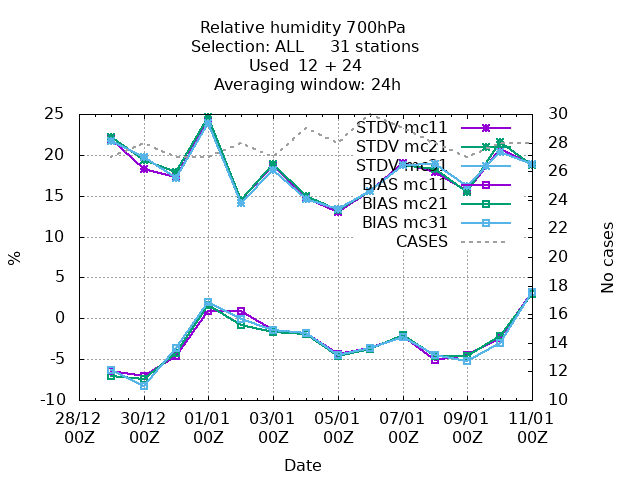 Relative humidity 700hPa
Selection: ALL 31 stations
Used 12 + 24
Averaging window: 24h
25
20
15
10
5
0
-5
-10
%
30
28
26
24
22
20
18
16
14
12
10
No cases
STDV mc11
STDV mc21
STDV mc31
BIAS mc11
BIAS mc21
BIAS mc31
CASES
28/12 30/12 01/01 03/01 05/01 07/01 09/01 11/01
00Z 00Z 00Z 00Z 00Z 00Z 00Z 00Z
Date